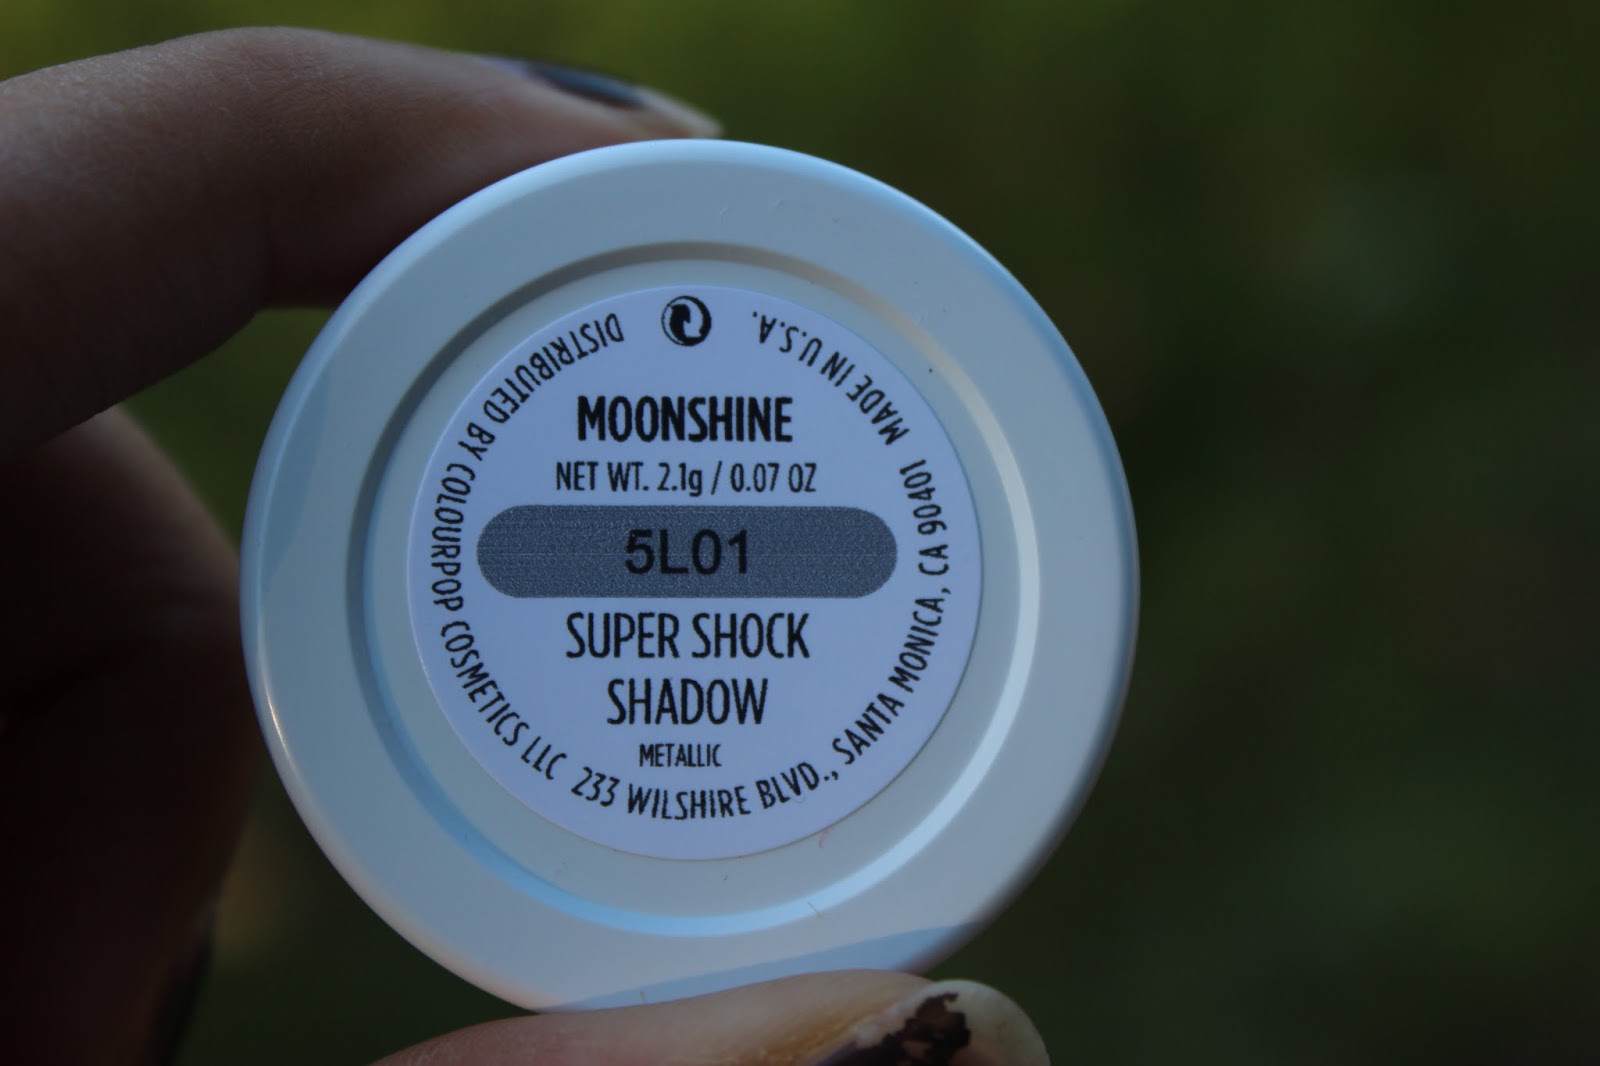 MOONSHINE
NET WT. 2.1g / 0.07 OZ
5L01
SUPER SHOCK
SHADOW
METALLIC
DISTRIBUTED BY COLOURPOP COSMETICS LLC 233 WILSHIRE BLVD., SANTA MONICA, CA 90401 MADE IN U.S.A.